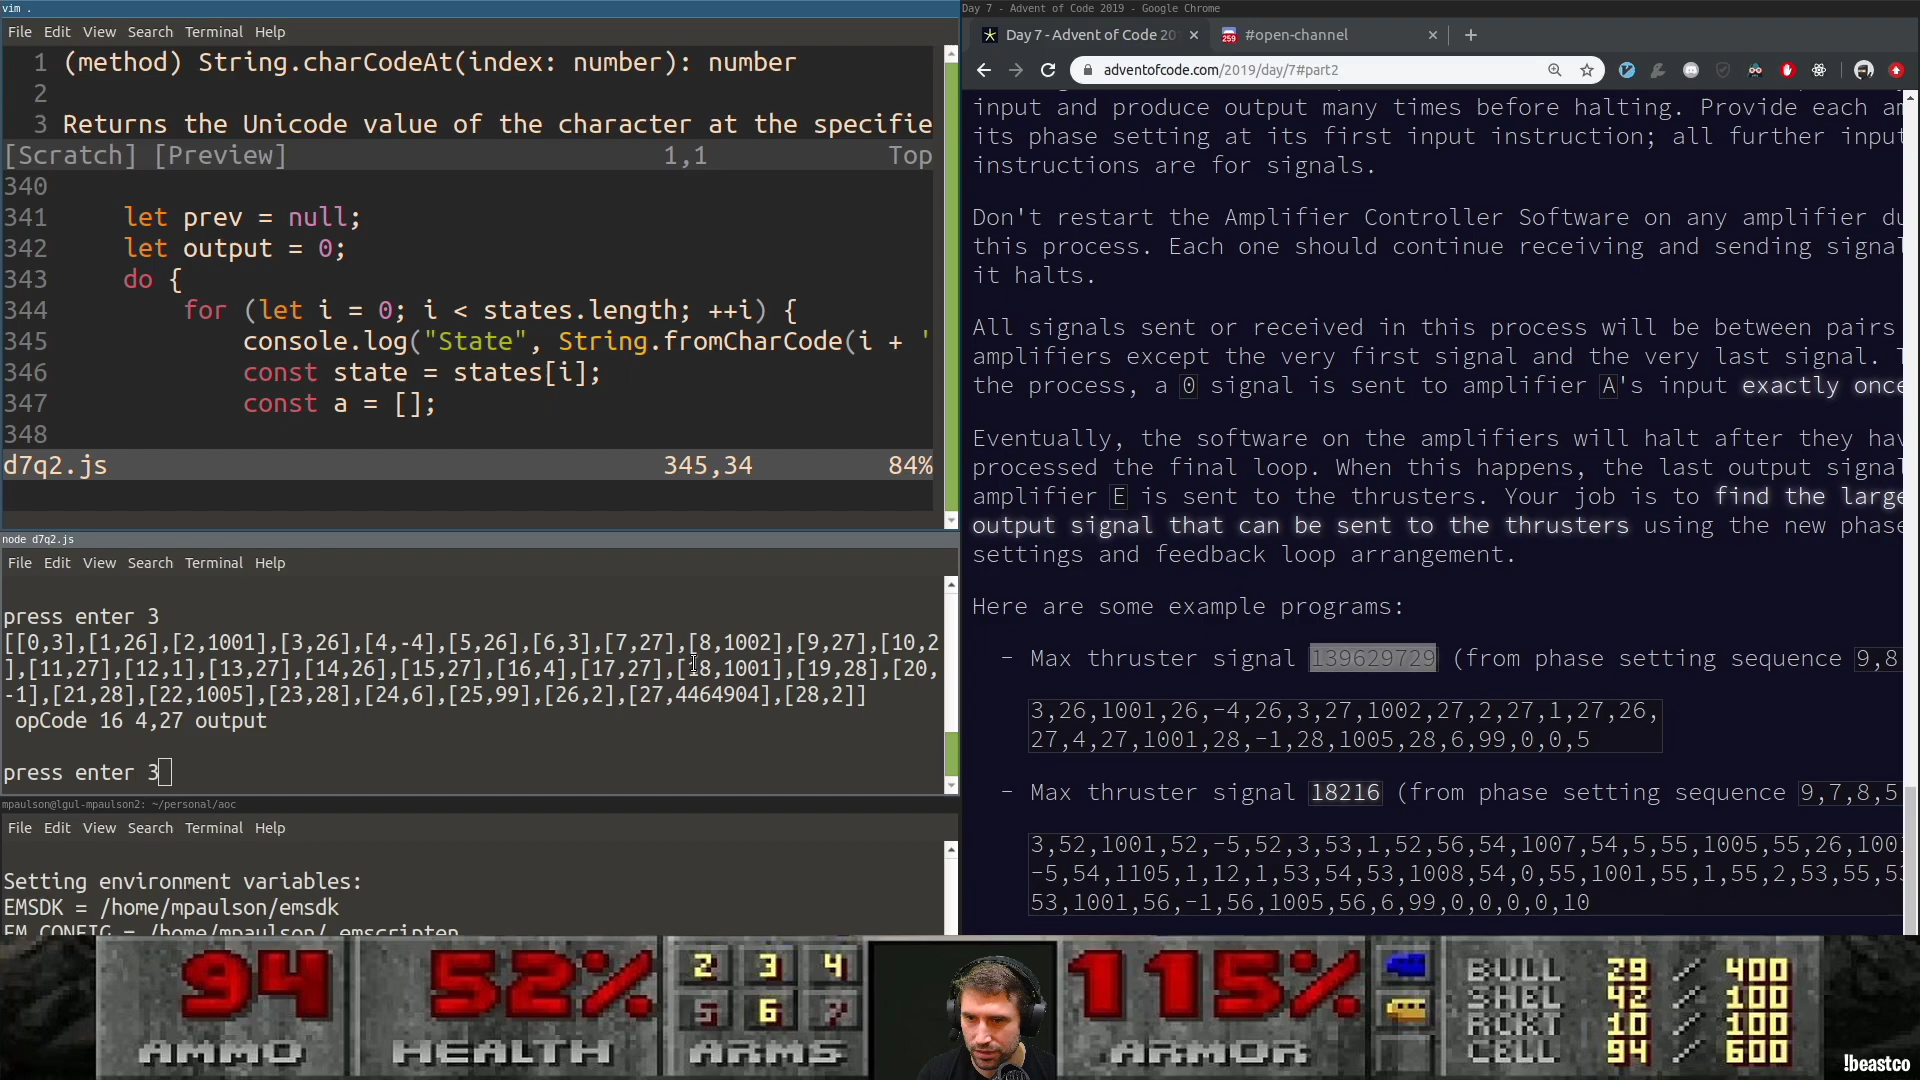 vim .
File Edit View Search Terminal Help
1 (method) String.charCodeAt(index: number): number
2
3 Returns the Unicode value of the character at the specifie
[Scratch] [Preview] 1,1 Top
340
341 let prev = null;
342 let output = 0;
343 do {
344 for (let i = 0; i < states.length; ++i) {
345 console.log("State", String.fromCharCode(i + '
346 const state = states[i];
347 const a = [];
348
d7q2.js 345,34 84%
node d7q2.js
File Edit View Search Terminal Help
press enter 3
[[0,3],[1,26],[2,1001],[3,26],[4,-4],[5,26],[6,3],[7,27],[8,1002],[9,27],[10,2
],[11,27],[12,1],[13,27],[14,26],[15,27],[16,4],[17,27],[18,1001],[19,28],[20,
-1],[21,28],[22,1005],[23,28],[24,6],[25,99],[26,2],[27,4464904],[28,2]]
opCode 16 4,27 output
press enter 3
mpaulson@lgul-mpaulson2: ~/personal/aoc
File Edit View Search Terminal Help
Setting environment variables:
EMSDK = /home/mpaulson/emsdk
EM_CONFIG = /home/mpaulson/.emscripten
Day 7 - Advent of Code 2019 - Google Chrome
Day 7 - Advent of Code 20
#open-channel
adventofcode.com/2019/day/7#part2
input and produce output many times before halting. Provide each am
its phase setting at its first input instruction; all further input
instructions are for signals.
Don't restart the Amplifier Controller Software on any amplifier du
this process. Each one should continue receiving and sending signal
it halts.
All signals sent or received in this process will be between pairs
amplifiers except the very first signal and the very last signal.
the process, a 0 signal is sent to amplifier A's input exactly once
Eventually, the software on the amplifiers will halt after they hav
processed the final loop. When this happens, the last output signal
amplifier E is sent to the thrusters. Your job is to find the large
output signal that can be sent to the thrusters using the new phase
settings and feedback loop arrangement.
Here are some example programs:
- Max thruster signal 139629729 (from phase setting sequence 9,8
3,26,1001,26,-4,26,3,27,1002,27,2,27,1,27,26,
27,4,27,1001,28,-1,28,1005,28,6,99,0,0,5
- Max thruster signal 18216 (from phase setting sequence 9,7,8,5
3,52,1001,52,-5,52,3,53,1,52,56,54,1007,54,5,55,1005,55,26,1001
-5,54,1105,1,12,1,53,54,53,1008,54,0,55,1001,55,1,55,2,53,55,53
53,1001,56,-1,56,1005,56,6,99,0,0,0,0,10
94
AMMO
52%
HEALTH
2 3 4
5 6 7
ARMS
115%
ARMOR
BULL 29 / 400
SHEL 42 / 100
RCKT 10 / 100
CELL 94 / 600
!beastco